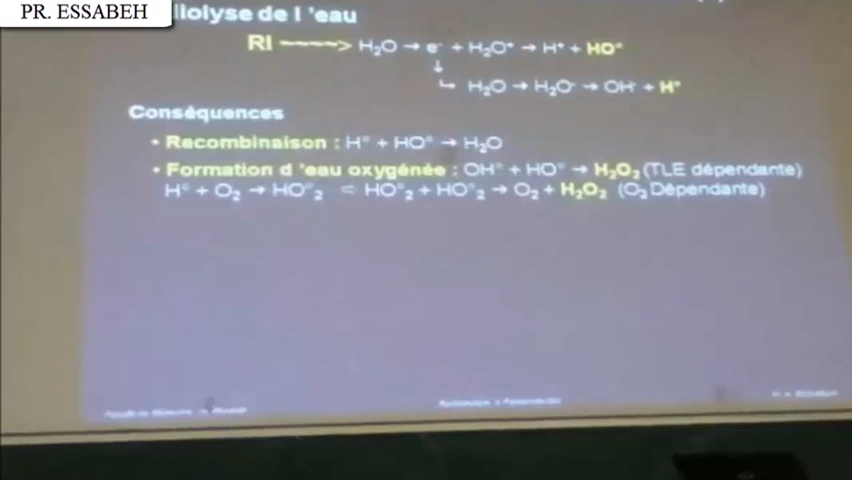 PR. ESSABEH
liolyse de l 'eau
RI ~~~~> H₂O → e⁻ + H₂O⁺ → H⁺ + HO°
↓
↳ H₂O → H₂O⁻ → OH⁻ + H°
Conséquences
• Recombinaison : H° + HO° → H₂O
• Formation d 'eau oxygénée : OH° + HO° → H₂O₂ (TLE dépendante)
H° + O₂ → HO°₂ HO°₂ + HO°₂ → O₂ + H₂O₂ (O₂ Dépendante)